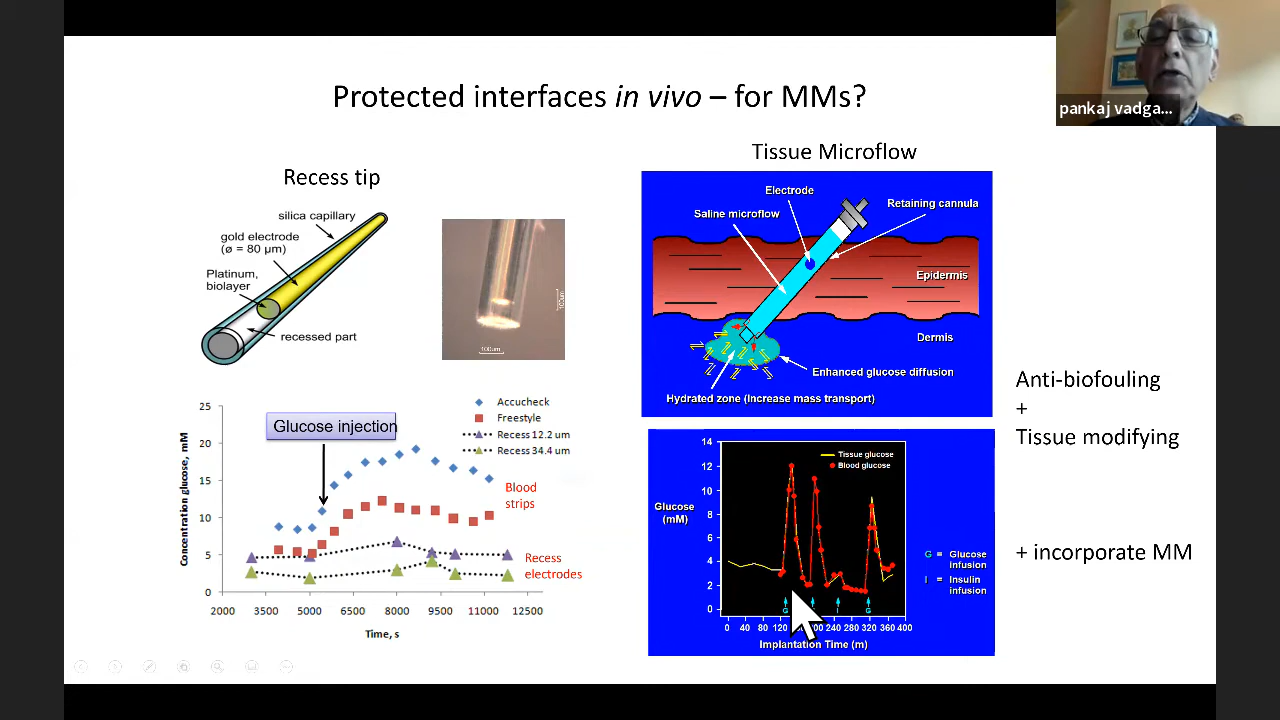 Protected interfaces in vivo – for MMs?
pankaj vadga...
Recess tip
silica capillary
gold electrode
(ø = 80 µm)
Platinum,
biolayer
recessed part
100µm
100µm
Tissue Microflow
Electrode
Saline microflow
Retaining cannula
Epidermis
Dermis
Enhanced glucose diffusion
Hydrated zone (Increase mass transport)
Concentration glucose, mM
25
20
15
10
5
0
2000 3500 5000 6500 8000 9500 11000 12500
Time, s
Glucose injection
Accucheck
Freestyle
Recess 12.2 um
Recess 34.4 um
Blood
strips
Recess
electrodes
Glucose
(mM)
14
12
10
8
6
4
2
0
0 40 80 120 200 240 280 320 360 400
Implantation Time (m)
Tissue glucose
Blood glucose
G I G
G = Glucose
infusion
I = Insulin
infusion
Anti-biofouling
+
Tissue modifying
+ incorporate MM